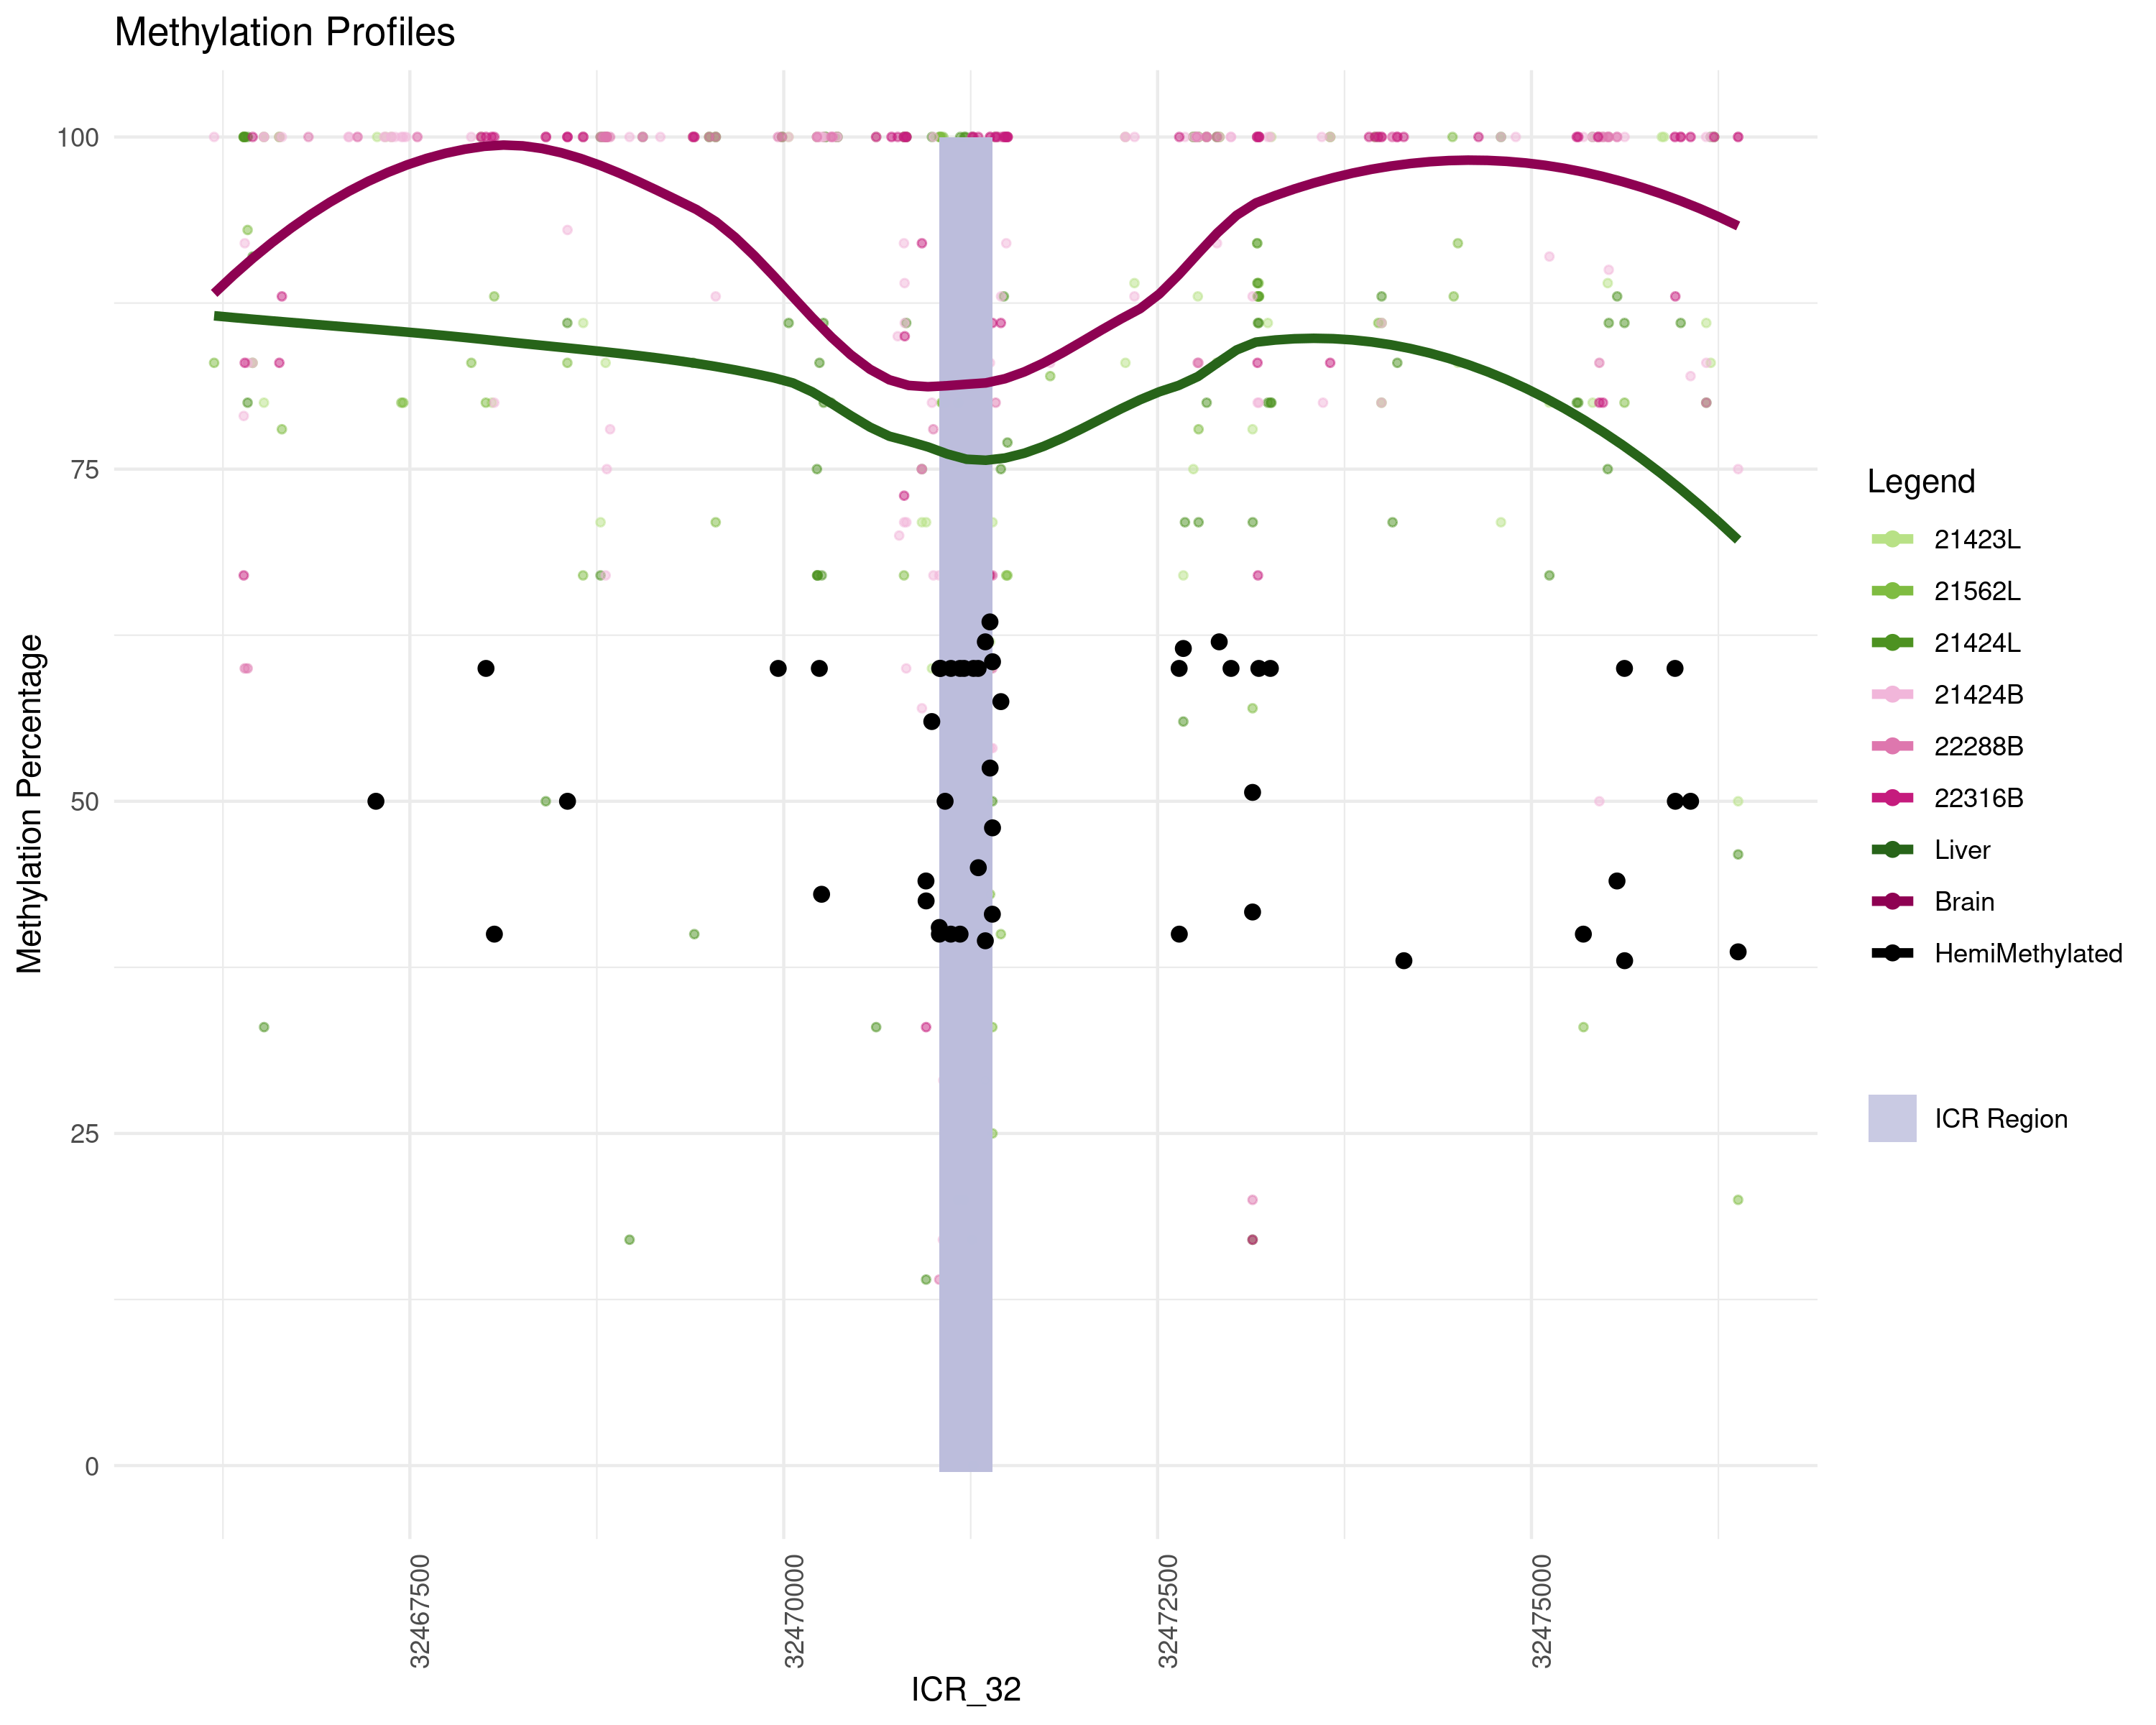 Methylation Profiles
100
75
50
25
0
Methylation Percentage
32467500
32470000
32472500
32475000
ICR_32
Legend
21423L
21562L
21424L
21424B
22288B
22316B
Liver
Brain
HemiMethylated
ICR Region